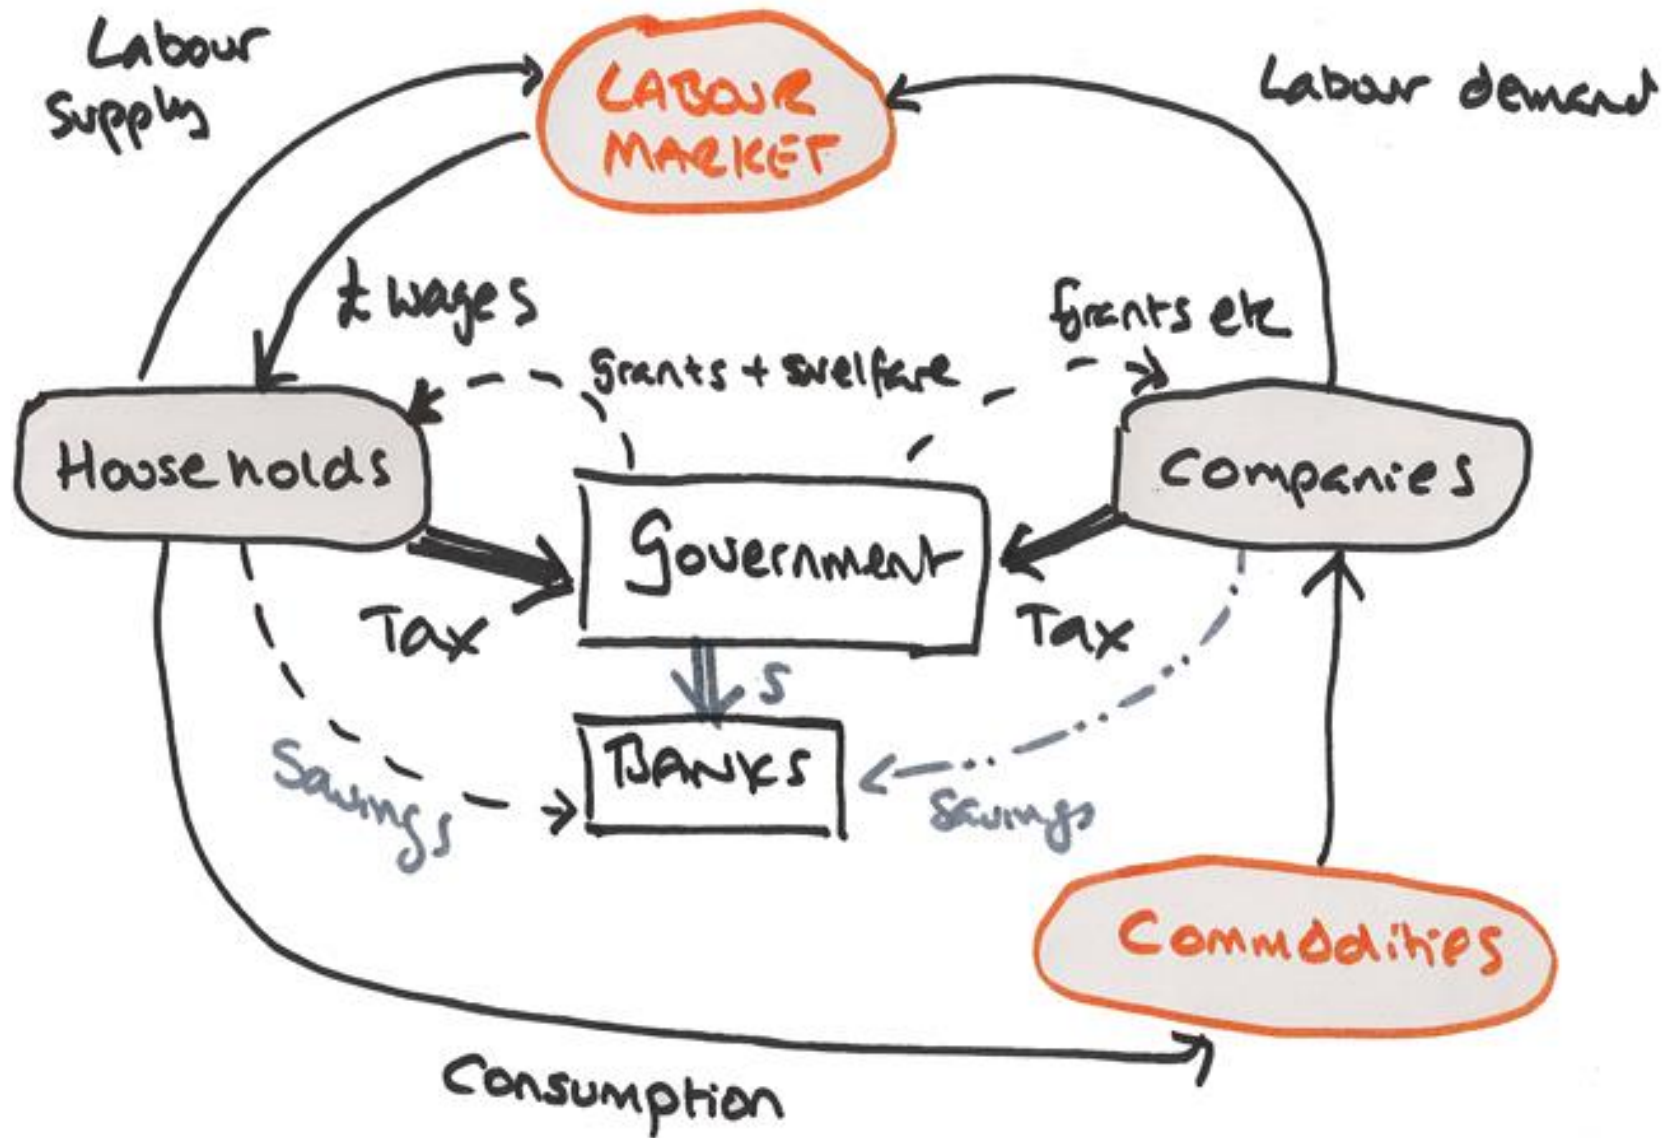 Labour
Supply
LABOUR
MARKET
Labour demand
£ wages
grants etc
grants + welfare
Households
Companies
Government
Tax
Tax
S
BANKS
Savings
Savings
Commodities
Consumption